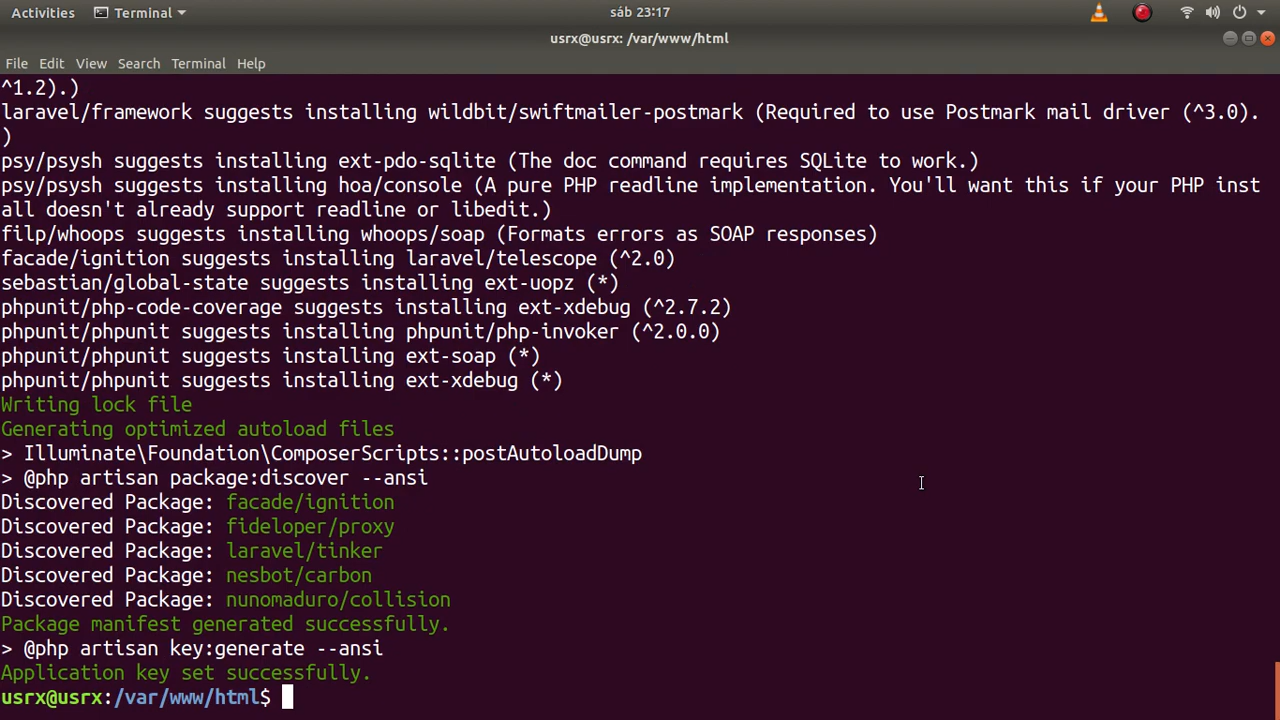 Activities Terminal sáb 23:17
usrx@usrx: /var/www/html
File Edit View Search Terminal Help
^1.2).)
laravel/framework suggests installing wildbit/swiftmailer-postmark (Required to use Postmark mail driver (^3.0).
)
psy/psysh suggests installing ext-pdo-sqlite (The doc command requires SQLite to work.)
psy/psysh suggests installing hoa/console (A pure PHP readline implementation. You'll want this if your PHP inst
all doesn't already support readline or libedit.)
filp/whoops suggests installing whoops/soap (Formats errors as SOAP responses)
facade/ignition suggests installing laravel/telescope (^2.0)
sebastian/global-state suggests installing ext-uopz (*)
phpunit/php-code-coverage suggests installing ext-xdebug (^2.7.2)
phpunit/phpunit suggests installing phpunit/php-invoker (^2.0.0)
phpunit/phpunit suggests installing ext-soap (*)
phpunit/phpunit suggests installing ext-xdebug (*)
Writing lock file
Generating optimized autoload files
> Illuminate\Foundation\ComposerScripts::postAutoloadDump
> @php artisan package:discover --ansi
Discovered Package: facade/ignition
Discovered Package: fideloper/proxy
Discovered Package: laravel/tinker
Discovered Package: nesbot/carbon
Discovered Package: nunomaduro/collision
Package manifest generated successfully.
> @php artisan key:generate --ansi
Application key set successfully.
usrx@usrx:/var/www/html$